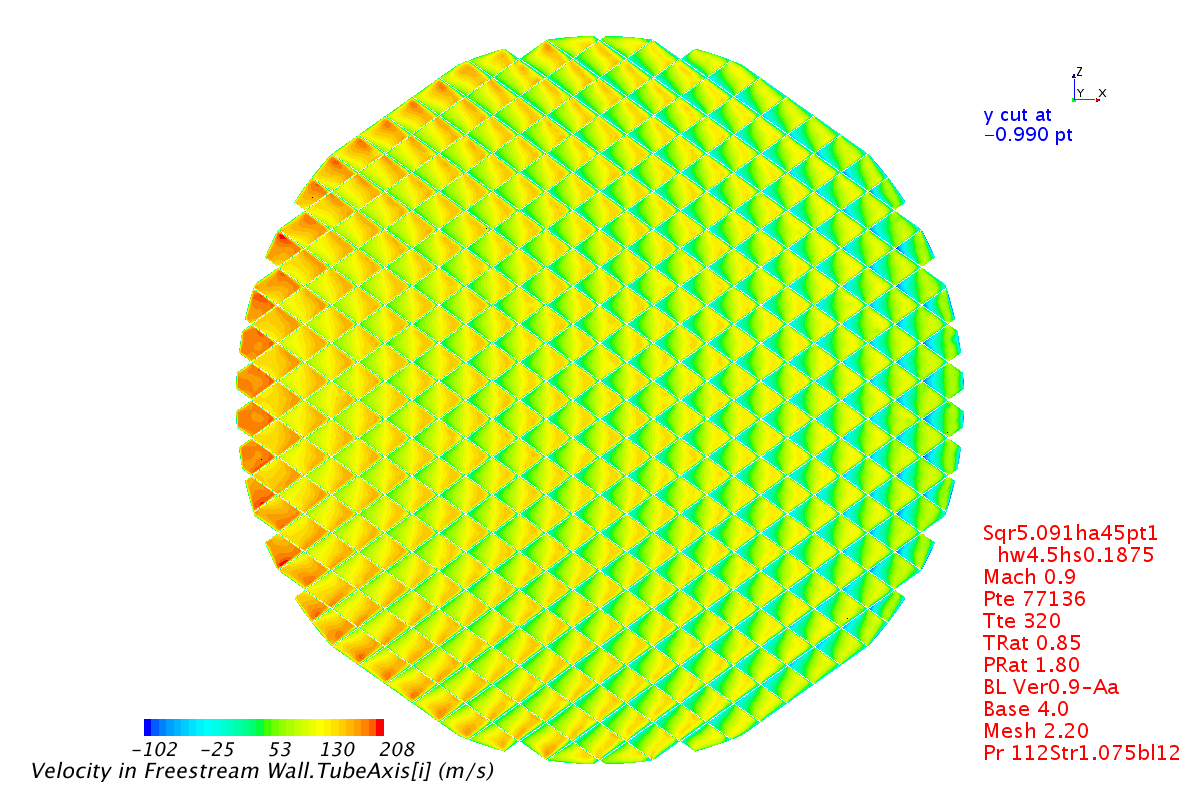 Z
Y X
y cut at
−0.990 pt
Sqr5.091ha45pt1
hw4.5hs0.1875
Mach 0.9
Pte 77136
Tte 320
TRat 0.85
PRat 1.80
BL Ver0.9−Aa
Base 4.0
Mesh 2.20
Pr 112Str1.075bl12
−102 −25 53 130 208
Velocity in Freestream Wall.TubeAxis[i] (m/s)